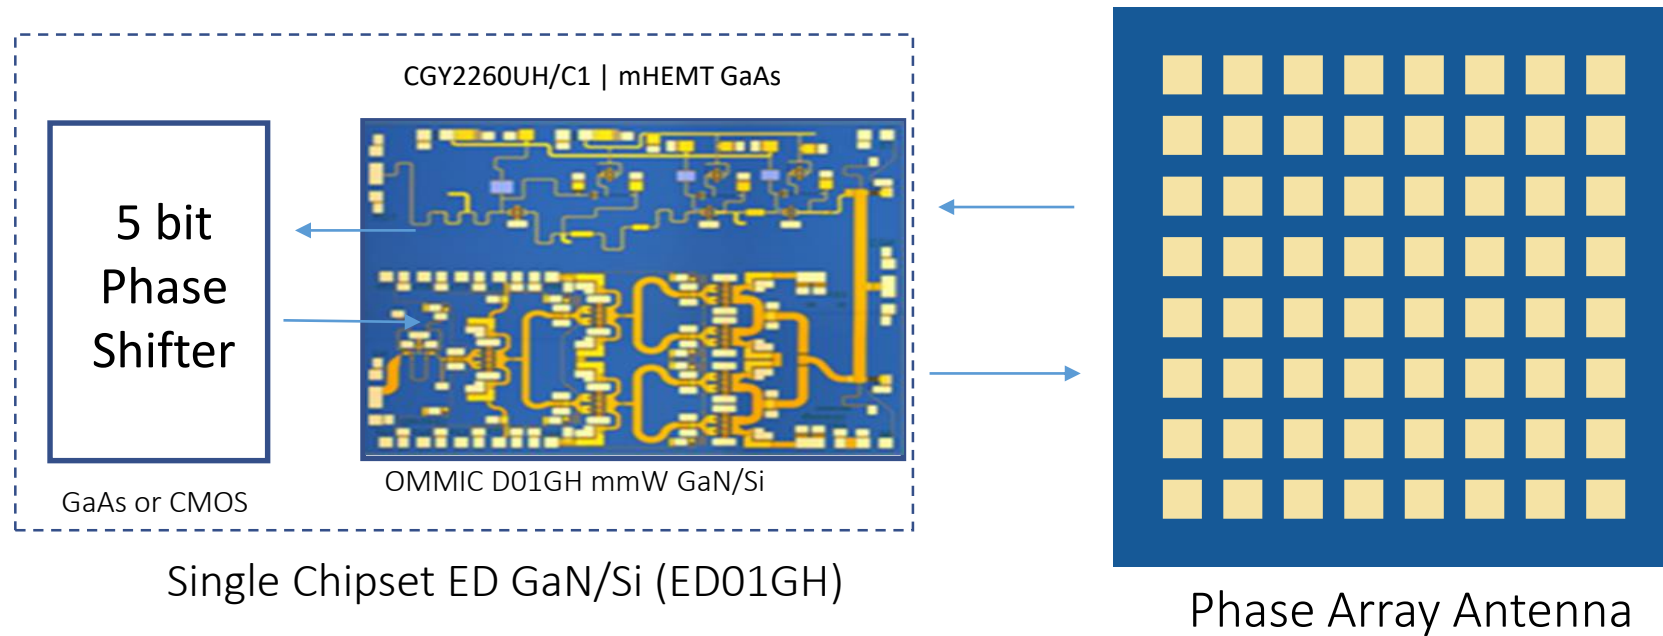 CGY2260UH/C1 | mHEMT GaAs
5 bit
Phase
Shifter
OMMIC D01GH mmW GaN/Si
GaAs or CMOS
Single Chipset ED GaN/Si (ED01GH)
Phase Array Antenna